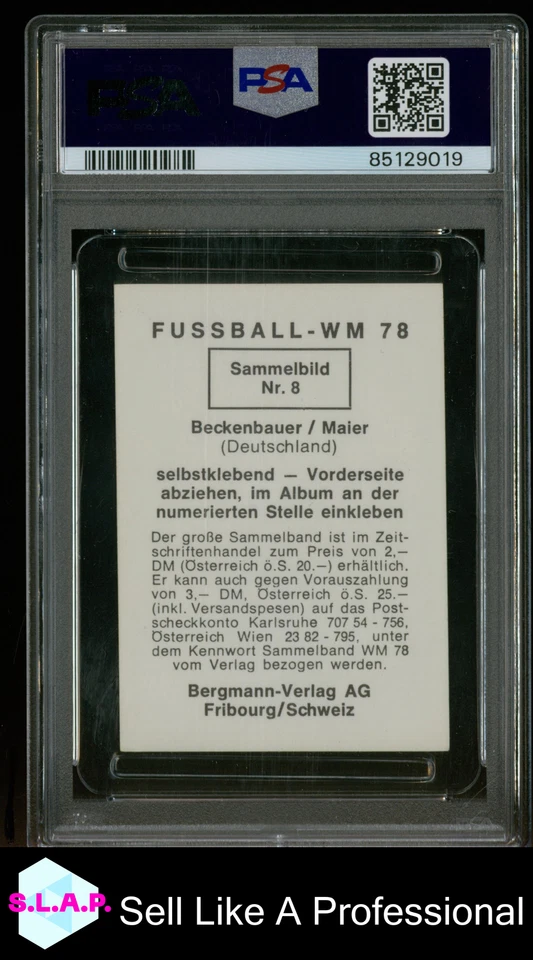 PSA
PSA
85129019
FUSSBALL-WM 78
Sammelbild
Nr. 8
Beckenbauer / Maier
(Deutschland)
selbstklebend — Vorderseite
abziehen, im Album an der
numerierten Stelle einkleben
Der große Sammelband ist im Zeit-
schriftenhandel zum Preis von 2,—
DM (Österreich ö.S. 20.—) erhältlich.
Er kann auch gegen Vorauszahlung
von 3,— DM, Österreich ö.S. 25.—
(inkl. Versandspesen) auf das Post-
scheckkonto Karlsruhe 707 54 - 756,
Österreich Wien 23 82 - 795, unter
dem Kennwort Sammelband WM 78
vom Verlag bezogen werden.
Bergmann-Verlag AG
Fribourg/Schweiz
S.L.A.P. Sell Like A Professional